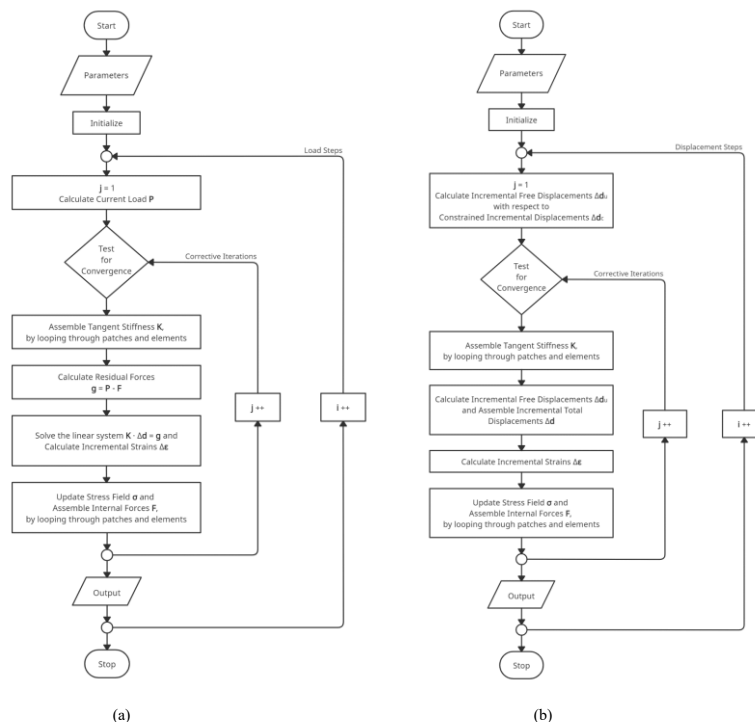 Start
Parameters
Initialize
Load Steps
j = 1
Calculate Current Load P
Test
for
Convergence
Corrective Iterations
Assemble Tangent Stiffness K,
by looping through patches and elements
Calculate Residual Forces
g = P - F
j ++
i ++
Solve the linear system K · Δd = g and
Calculate Incremental Strains Δε
Update Stress Field σ and
Assemble Internal Forces F,
by looping through patches and elements
Output
Stop
(a)
Start
Parameters
Initialize
Displacement Steps
j = 1
Calculate Incremental Free Displacements Δdᵤ
with respect to
Constrained Incremental Displacements Δd꜀
Test
for
Convergence
Corrective Iterations
Assemble Tangent Stiffness K,
by looping through patches and elements
Calculate Incremental Free Displacements Δdᵤ
and Assemble Incremental Total
Displacements Δd
j ++
i ++
Calculate Incremental Strains Δε
Update Stress Field σ and
Assemble Internal Forces F,
by looping through patches and elements
Output
Stop
(b)